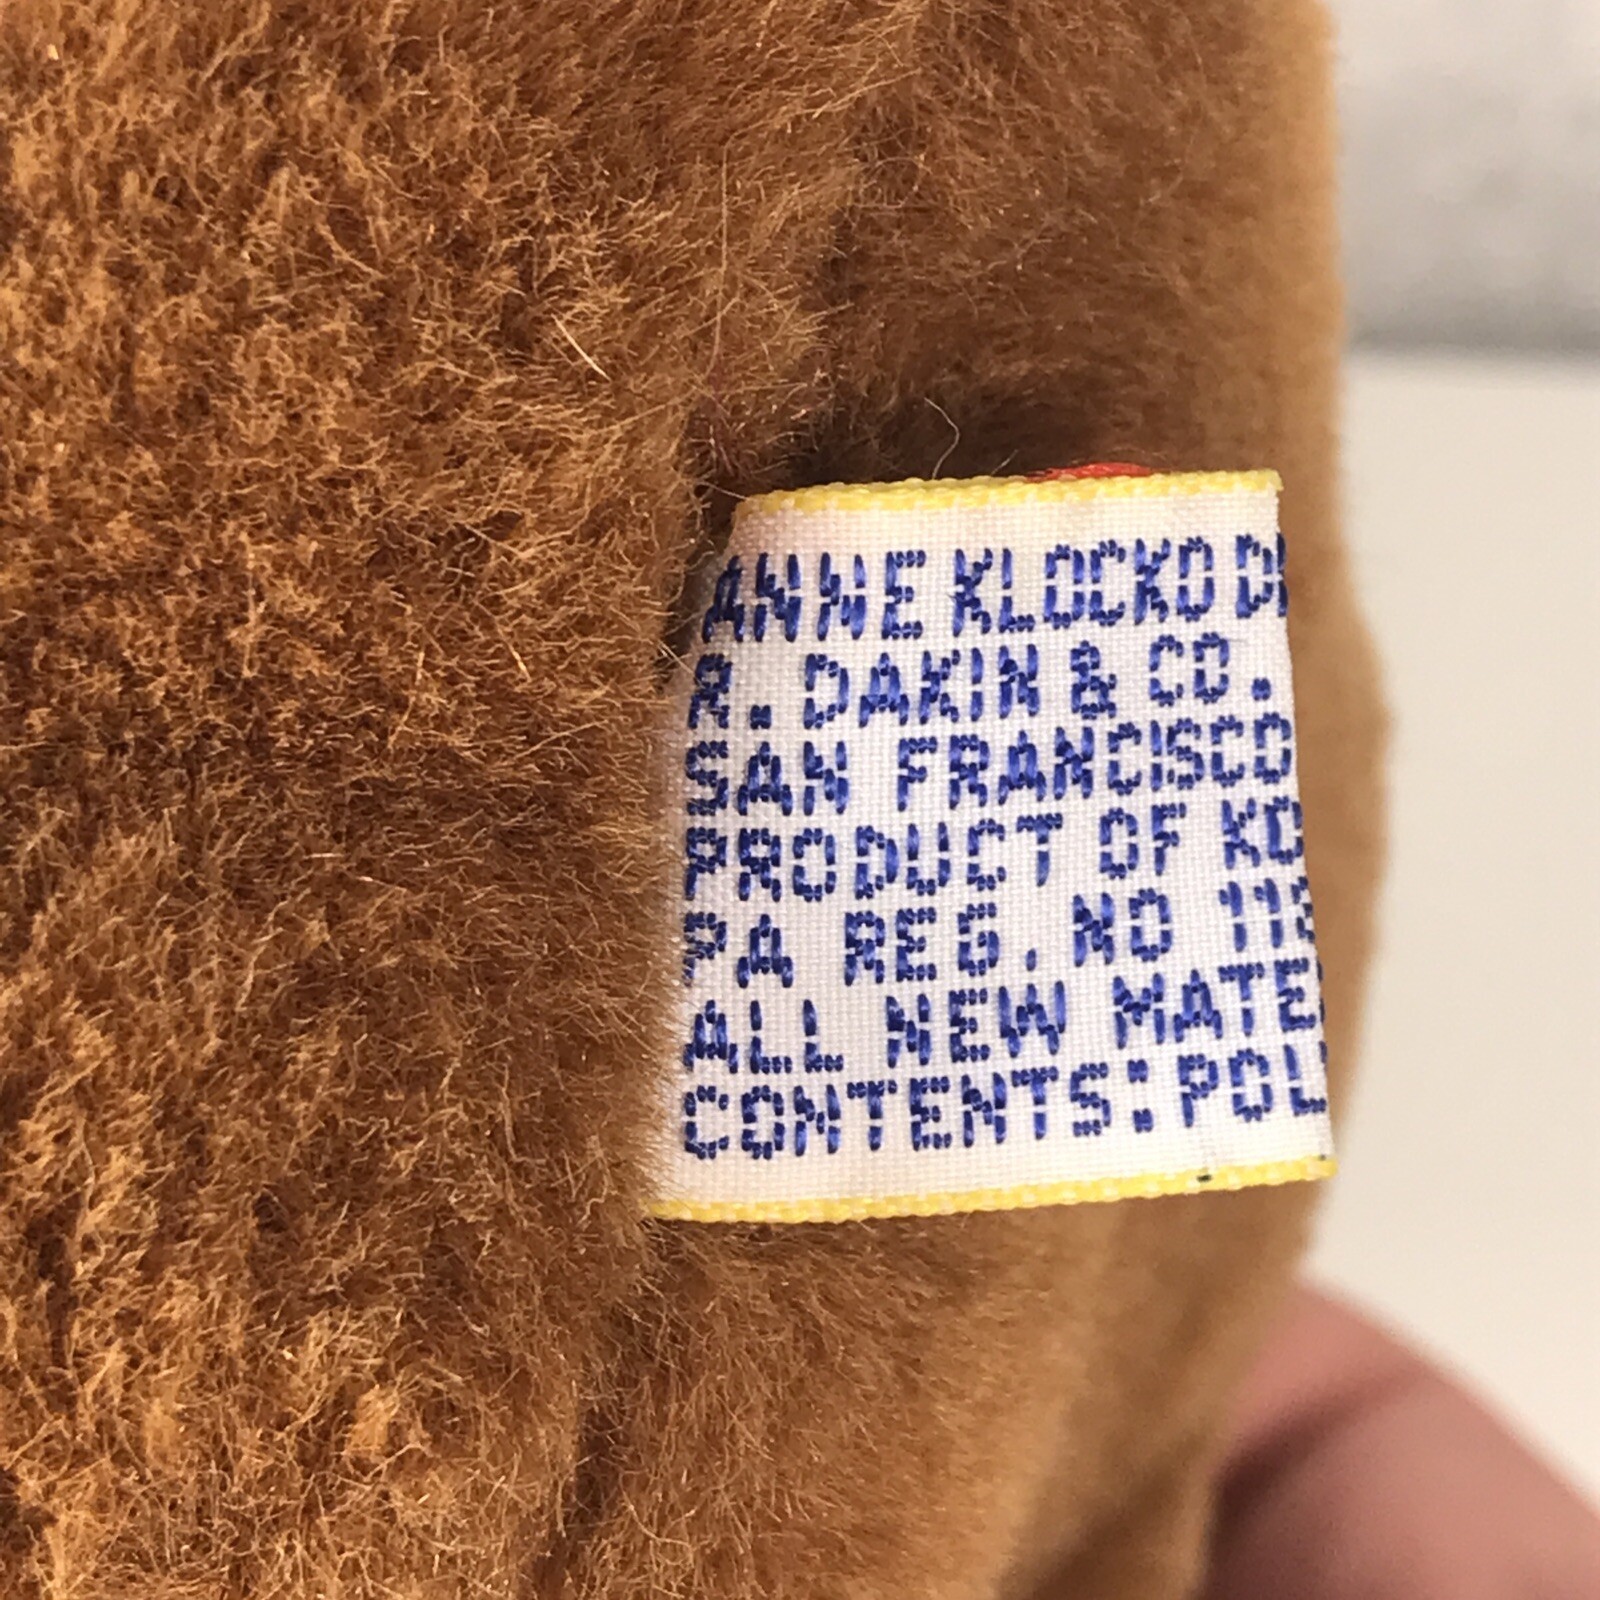 ANNE KLOCKO D
R. DAKIN & CO.
SAN FRANCISCO
PRODUCT OF KO
PA REG. NO 11
ALL NEW MATE
CONTENTS: POL